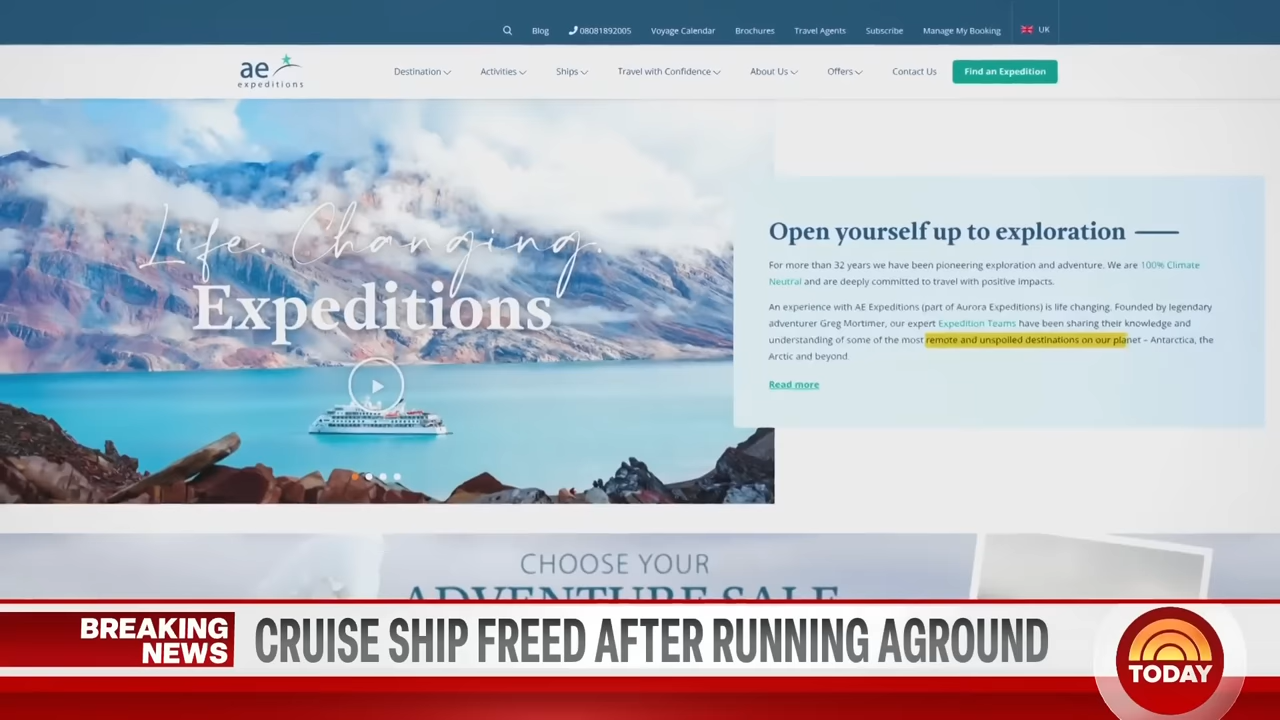 Blog 08081892005 Voyage Calendar Brochures Travel Agents Subscribe Manage My Booking UK
ae
expeditions
Destination Activities Ships Travel with Confidence About Us Offers Contact Us Find an Expedition
Life. Changing.
Expeditions
Open yourself up to exploration
For more than 32 years we have been pioneering exploration and adventure. We are 100% Climate
Neutral and are deeply committed to travel with positive impacts.
An experience with AE Expeditions (part of Aurora Expeditions) is life changing. Founded by legendary
adventurer Greg Mortimer, our expert Expedition Teams have been sharing their knowledge and
understanding of some of the most remote and unspoiled destinations on our planet – Antarctica, the
Arctic and beyond.
Read more
CHOOSE YOUR
ADVENTURE SALE
BREAKING
NEWS
CRUISE SHIP FREED AFTER RUNNING AGROUND
TODAY